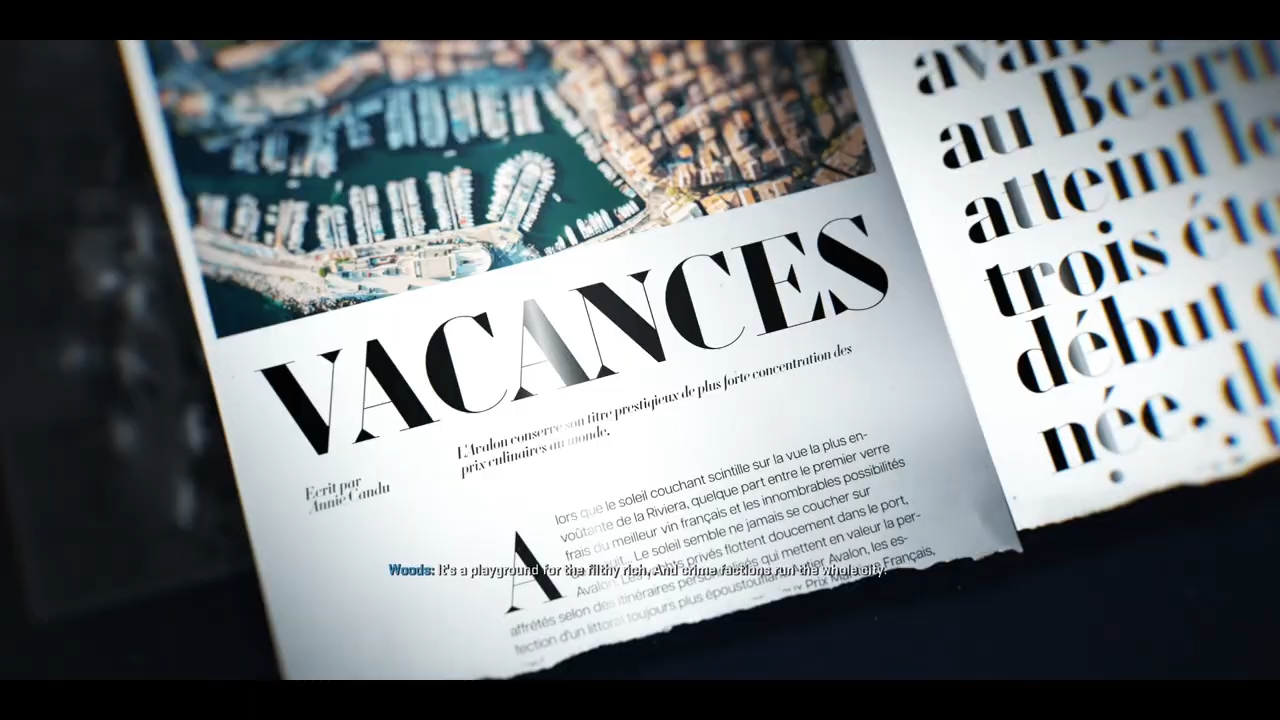 VACANCES
L'Avalon conserve son titre prestigieux de plus forte concentration des
prix culinaires au monde.
Ecrit par
Annie Candu
A
lors que le soleil couchant scintille sur la vue la plus en-
voûtante de la Riviera, quelque part entre le premier verre
frais du meilleur vin français et les innombrables possibilités
Le soleil semble ne jamais se coucher sur
privés flottent doucement dans le port,
qui mettent en valeur la per-
Avalon, les es-
affrétés selon des itinéraires
fection d'un littoral toujours plus époustouflant
Prix
Français,
Woods: It's a playground for the filthy rich, And crime factions run the whole city.
au
atteint
trois
début
née.